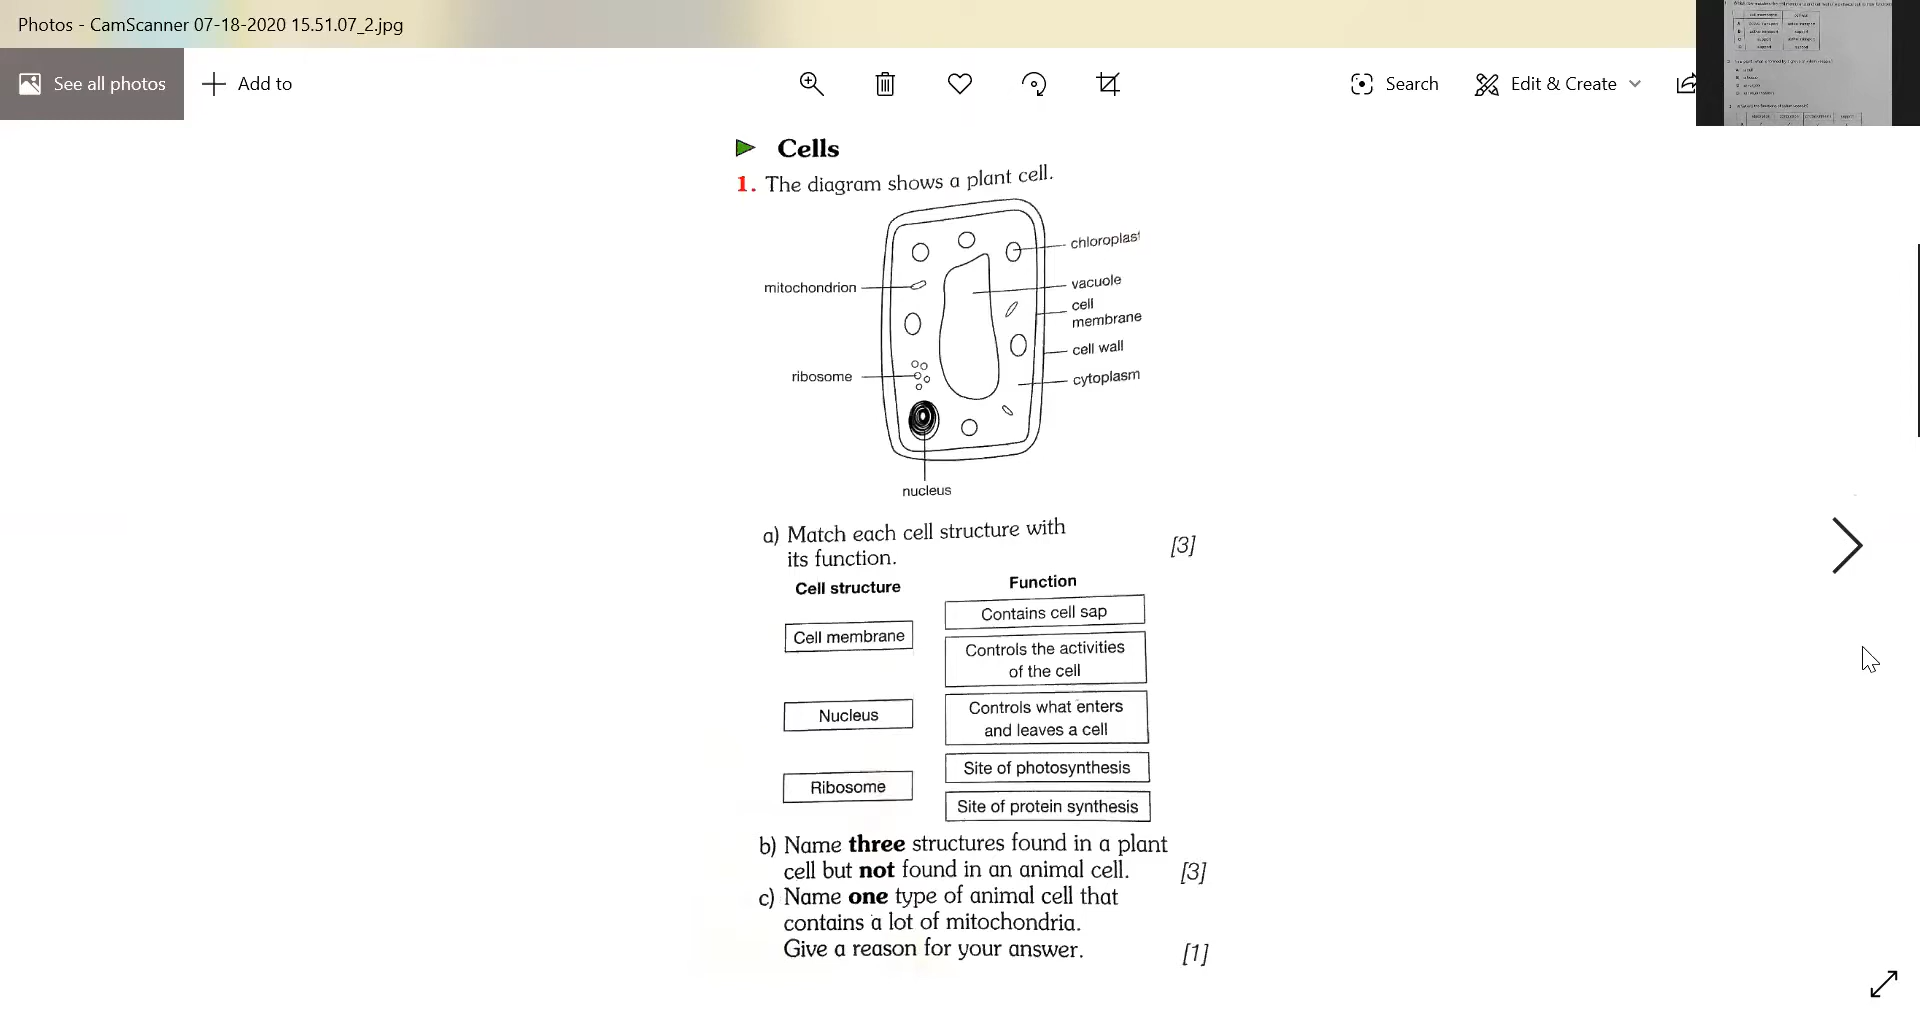 Photos - CamScanner 07-18-2020 15.51.07_2.jpg
See all photos
Add to
Search
Edit & Create
Cells
1. The diagram shows a plant cell.
chloroplast
mitochondrion
vacuole
cell
membrane
cell wall
ribosome
cytoplasm
nucleus
a) Match each cell structure with
its function. [3]
Cell structure
Function
Contains cell sap
Cell membrane
Controls the activities
of the cell
Nucleus
Controls what enters
and leaves a cell
Site of photosynthesis
Ribosome
Site of protein synthesis
b) Name three structures found in a plant
cell but not found in an animal cell. [3]
c) Name one type of animal cell that
contains a lot of mitochondria.
Give a reason for your answer. [1]